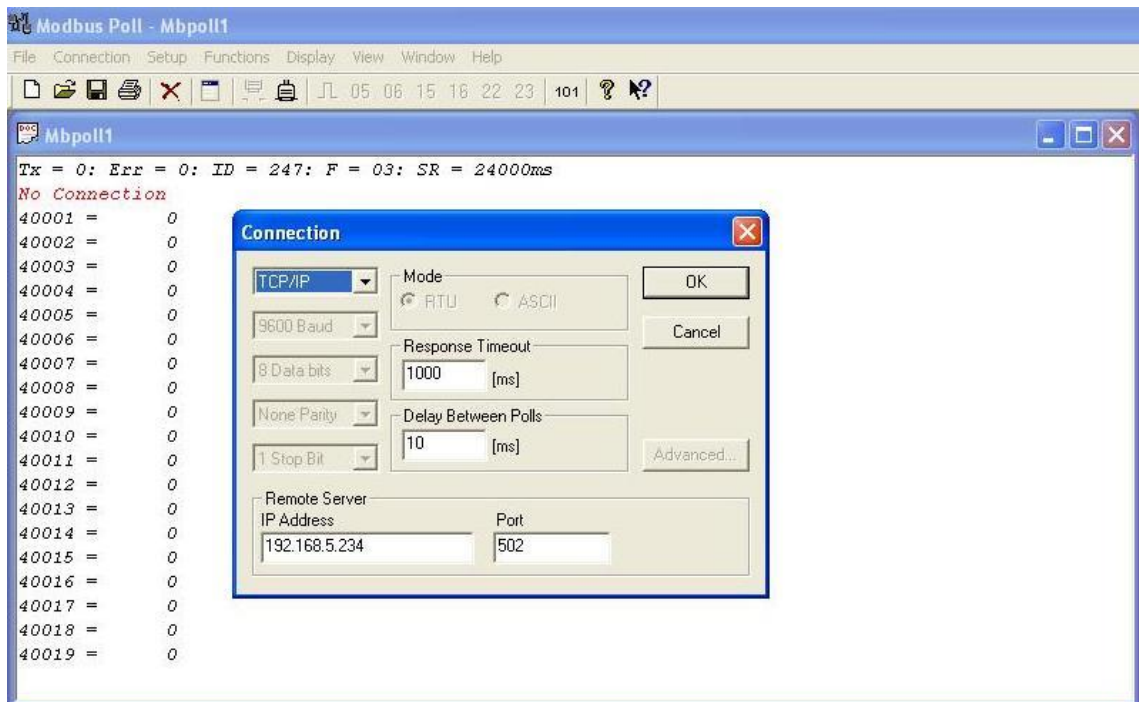 Modbus Poll - Mbpoll1
File Connection Setup Functions Display View Window Help
05 06 15 16 22 23 101
DOC Mbpoll1
Tx = 0: Err = 0: ID = 247: F = 03: SR = 24000ms
No Connection
40001 = 0
40002 = 0
40003 = 0
40004 = 0
40005 = 0
40006 = 0
40007 = 0
40008 = 0
40009 = 0
40010 = 0
40011 = 0
40012 = 0
40013 = 0
40014 = 0
40015 = 0
40016 = 0
40017 = 0
40018 = 0
40019 = 0
Connection
TCP/IP
9600 Baud
8 Data bits
None Parity
1 Stop Bit
Mode
RTU ASCII
Response Timeout
1000 [ms]
Delay Between Polls
10 [ms]
OK
Cancel
Advanced...
Remote Server
IP Address Port
192.168.5.234 502